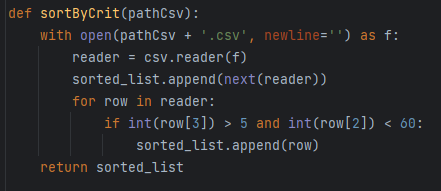 def sortByCrit(pathCsv):
    with open(pathCsv + '.csv', newline='') as f:
        reader = csv.reader(f)
        sorted_list.append(next(reader))
        for row in reader:
            if int(row[3]) > 5 and int(row[2]) < 60:
                sorted_list.append(row)
    return sorted_list